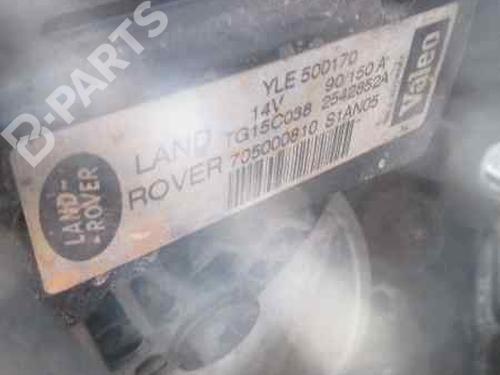 B-PARTS
YLE 500170
14V 90/150 A
TG15C038 2542852A
705000810 S1AN05
LAND
ROVER
LAND-
-ROVER
Valeo